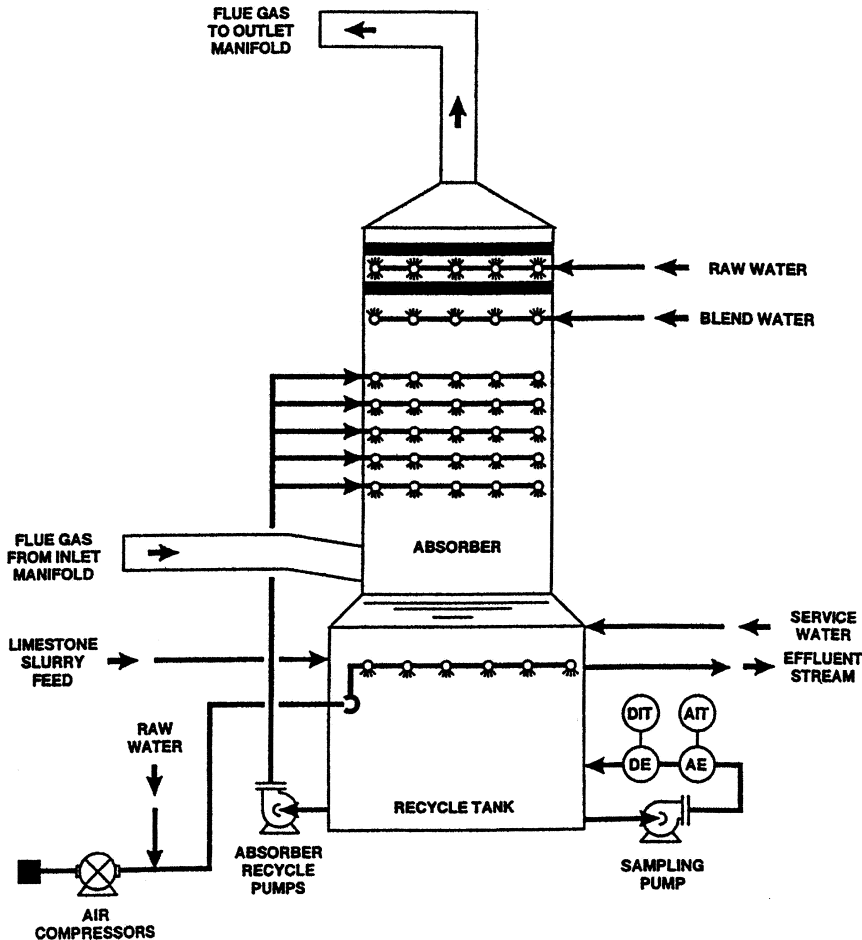 FLUE GAS
TO OUTLET
MANIFOLD
RAW WATER
BLEND WATER
FLUE GAS
FROM INLET
MANIFOLD
ABSORBER
SERVICE
WATER
LIMESTONE
SLURRY
FEED
EFFLUENT
STREAM
RAW
WATER
DIT
AIT
DE
AE
RECYCLE TANK
ABSORBER
RECYCLE
PUMPS
SAMPLING
PUMP
AIR
COMPRESSORS